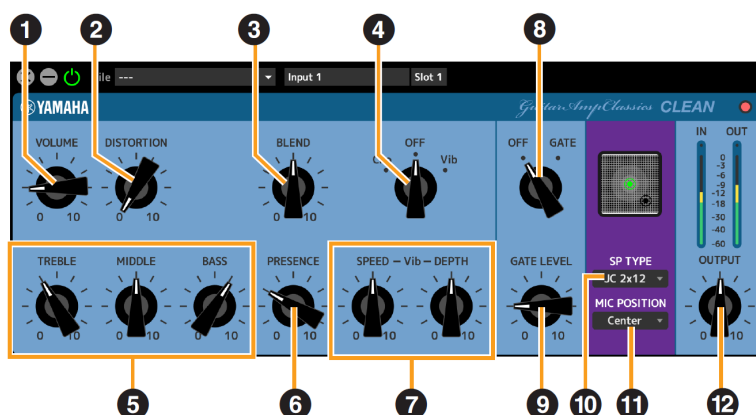 1 2 3 4 8
File --- Input 1 Slot 1
YAMAHA GuitarAmpClassics CLEAN
VOLUME DISTORTION BLEND OFF OFF GATE IN OUT
Vib
0 10 0 10 0 10
0
-3
-6
-9
-12
-18
-30
-40
-60
TREBLE MIDDLE BASS PRESENCE SPEED – Vib – DEPTH GATE LEVEL SP TYPE OUTPUT
JC 2x12
MIC POSITION
Center
0 10 0 10 0 10 0 10 0 10 0 10 0 10 0 10
5 6 7 9 10 11 12